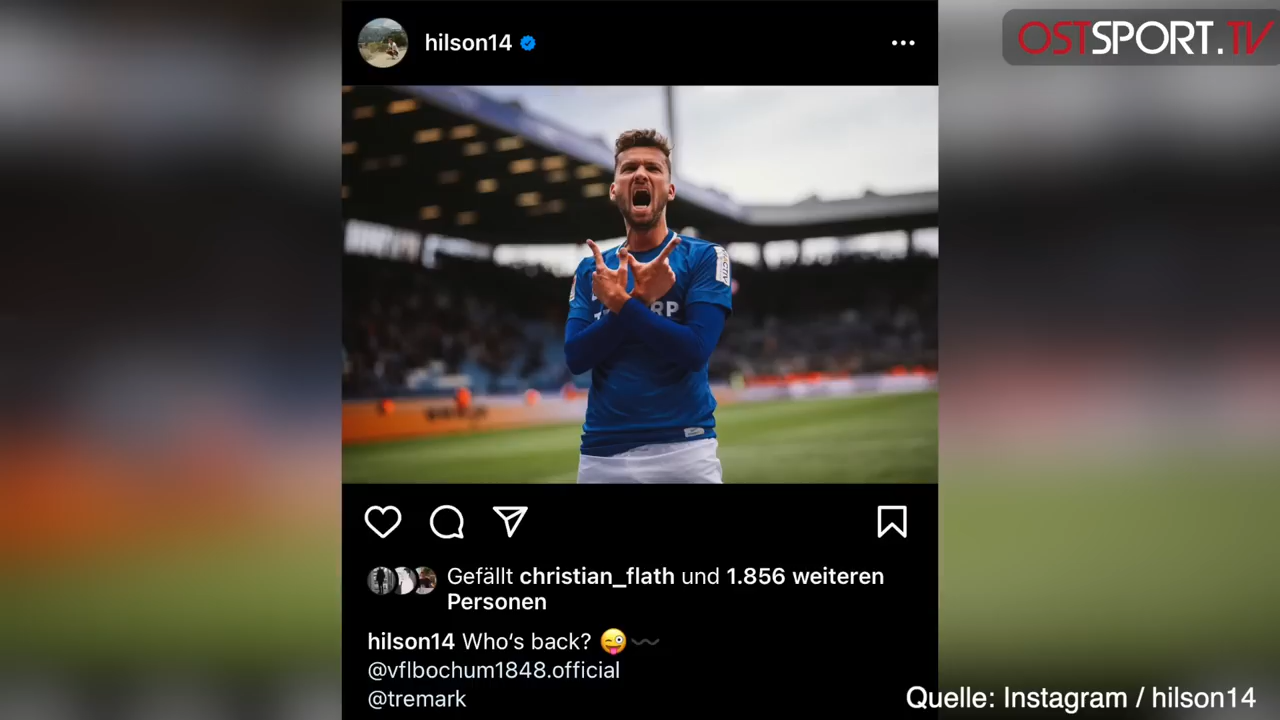 hilson14
OSTSPORT.TV
Gefällt christian_flath und 1.856 weiteren
Personen
hilson14 Who‘s back? 😜〰️
@vflbochum1848.official
@tremark
Quelle: Instagram / hilson14